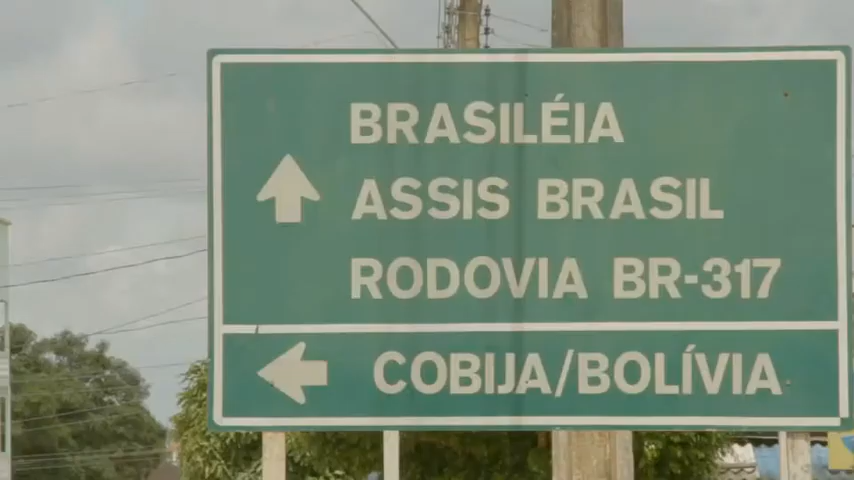 BRASILÉIA
ASSIS BRASIL
RODOVIA BR-317
COBIJA/BOLÍVIA